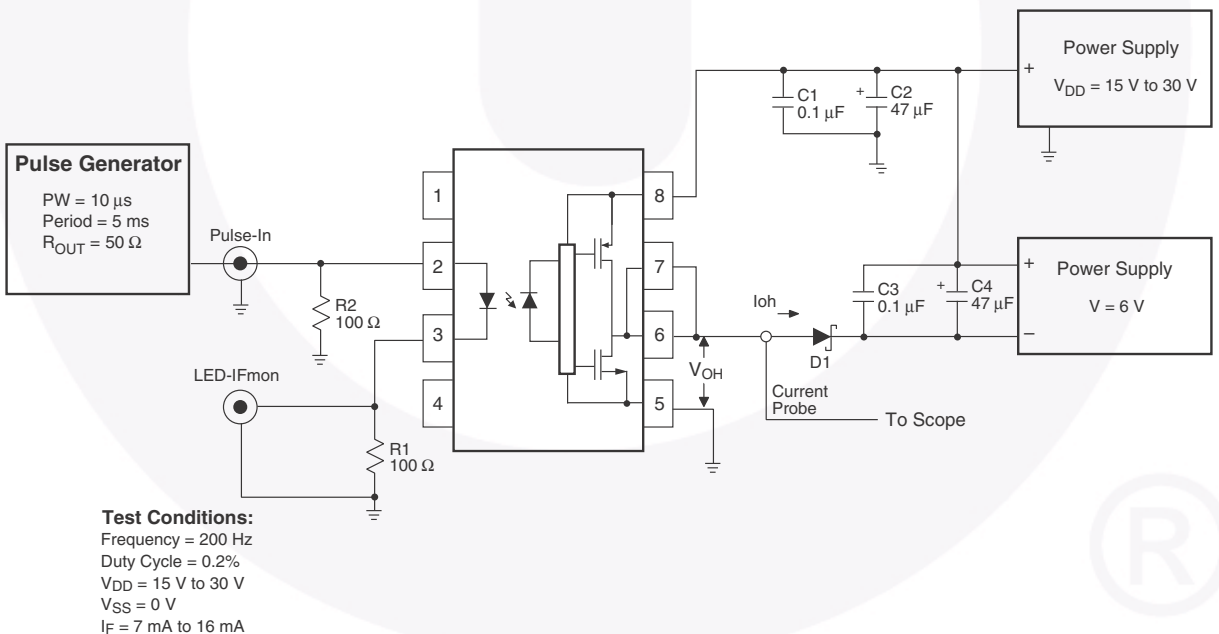 Power Supply
+
V_DD = 15 V to 30 V
C1
0.1 μF
+
C2
47 μF
Pulse Generator
PW = 10 μs
Period = 5 ms
R_OUT = 50 Ω
Pulse-In
1
8
2
7
3
6
4
5
R2
100 Ω
LED-IFmon
R1
100 Ω
Ioh
D1
V_OH
Current
Probe
To Scope
C3
0.1 μF
+
C4
47 μF
+
Power Supply
V = 6 V
–
Test Conditions:
Frequency = 200 Hz
Duty Cycle = 0.2%
V_DD = 15 V to 30 V
V_SS = 0 V
I_F = 7 mA to 16 mA
®